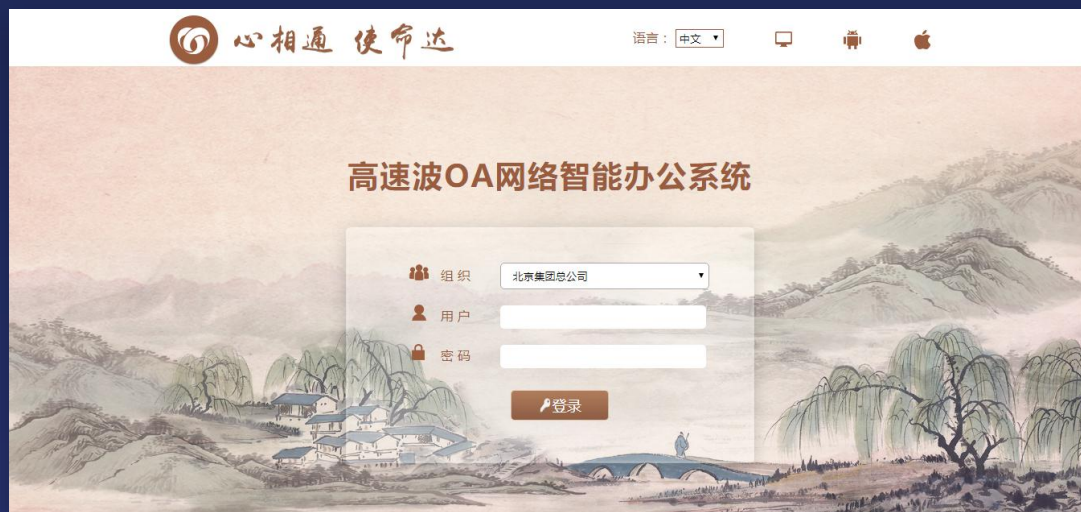 心相通 使命达
语言： 中文
高速波OA网络智能办公系统
组 织 北京集团总公司
用 户
密 码
登录